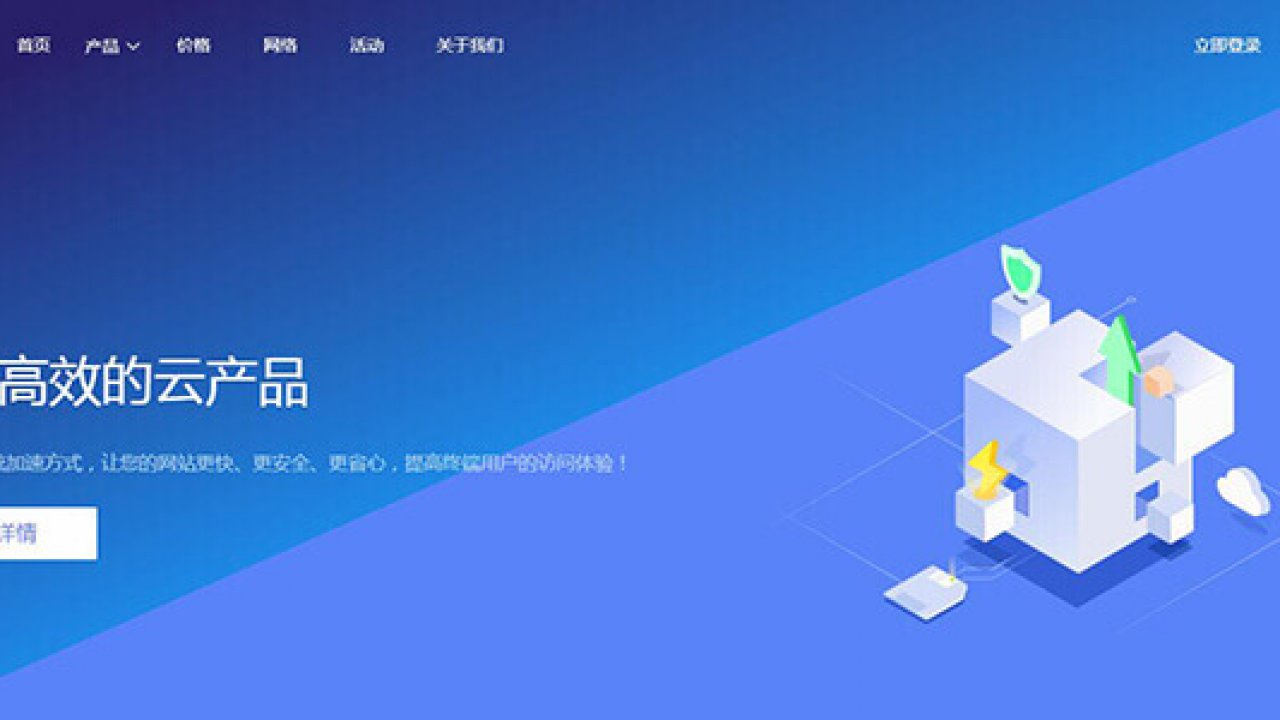 首页 产品 价格 网络 活动 关于我们 立即登录
高效的云产品
加速方式，让您的网站更快、更安全、更省心，提高终端用户的访问体验！
详情